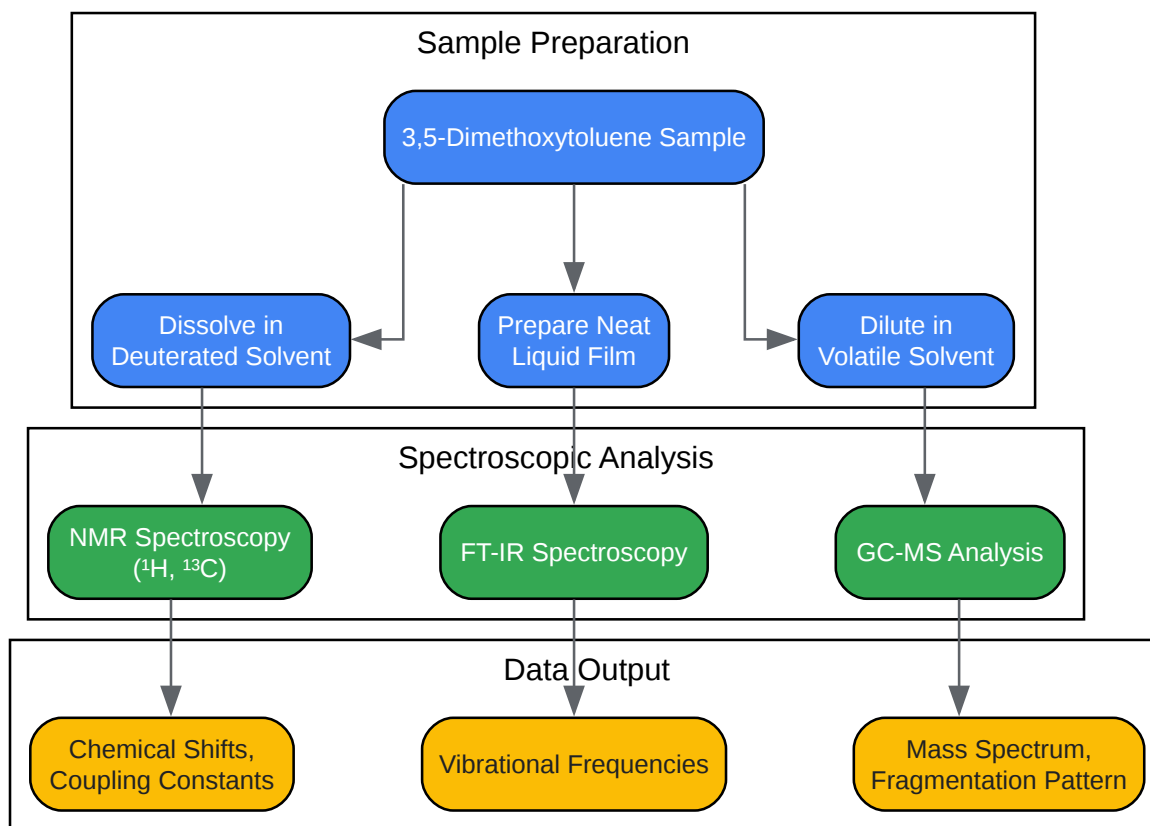 Sample Preparation
3,5-Dimethoxytoluene Sample
Dissolve in
Deuterated Solvent
Prepare Neat
Liquid Film
Dilute in
Volatile Solvent
Spectroscopic Analysis
NMR Spectroscopy
(¹H, ¹³C)
FT-IR Spectroscopy
GC-MS Analysis
Data Output
Chemical Shifts,
Coupling Constants
Vibrational Frequencies
Mass Spectrum,
Fragmentation Pattern